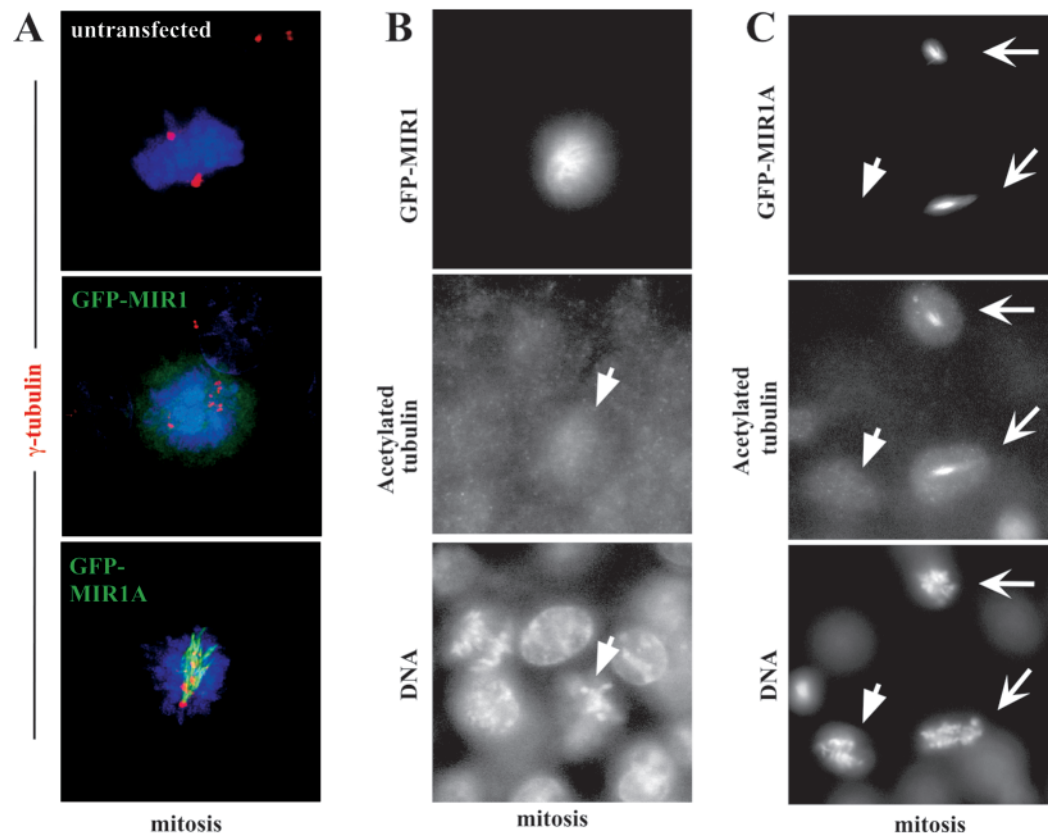 A
untransfected
GFP-MIR1
GFP-
MIR1A
γ-tubulin
mitosis
B
GFP-MIR1
Acetylated
tubulin
DNA
mitosis
C
GFP-MIR1A
Acetylated
tubulin
DNA
mitosis